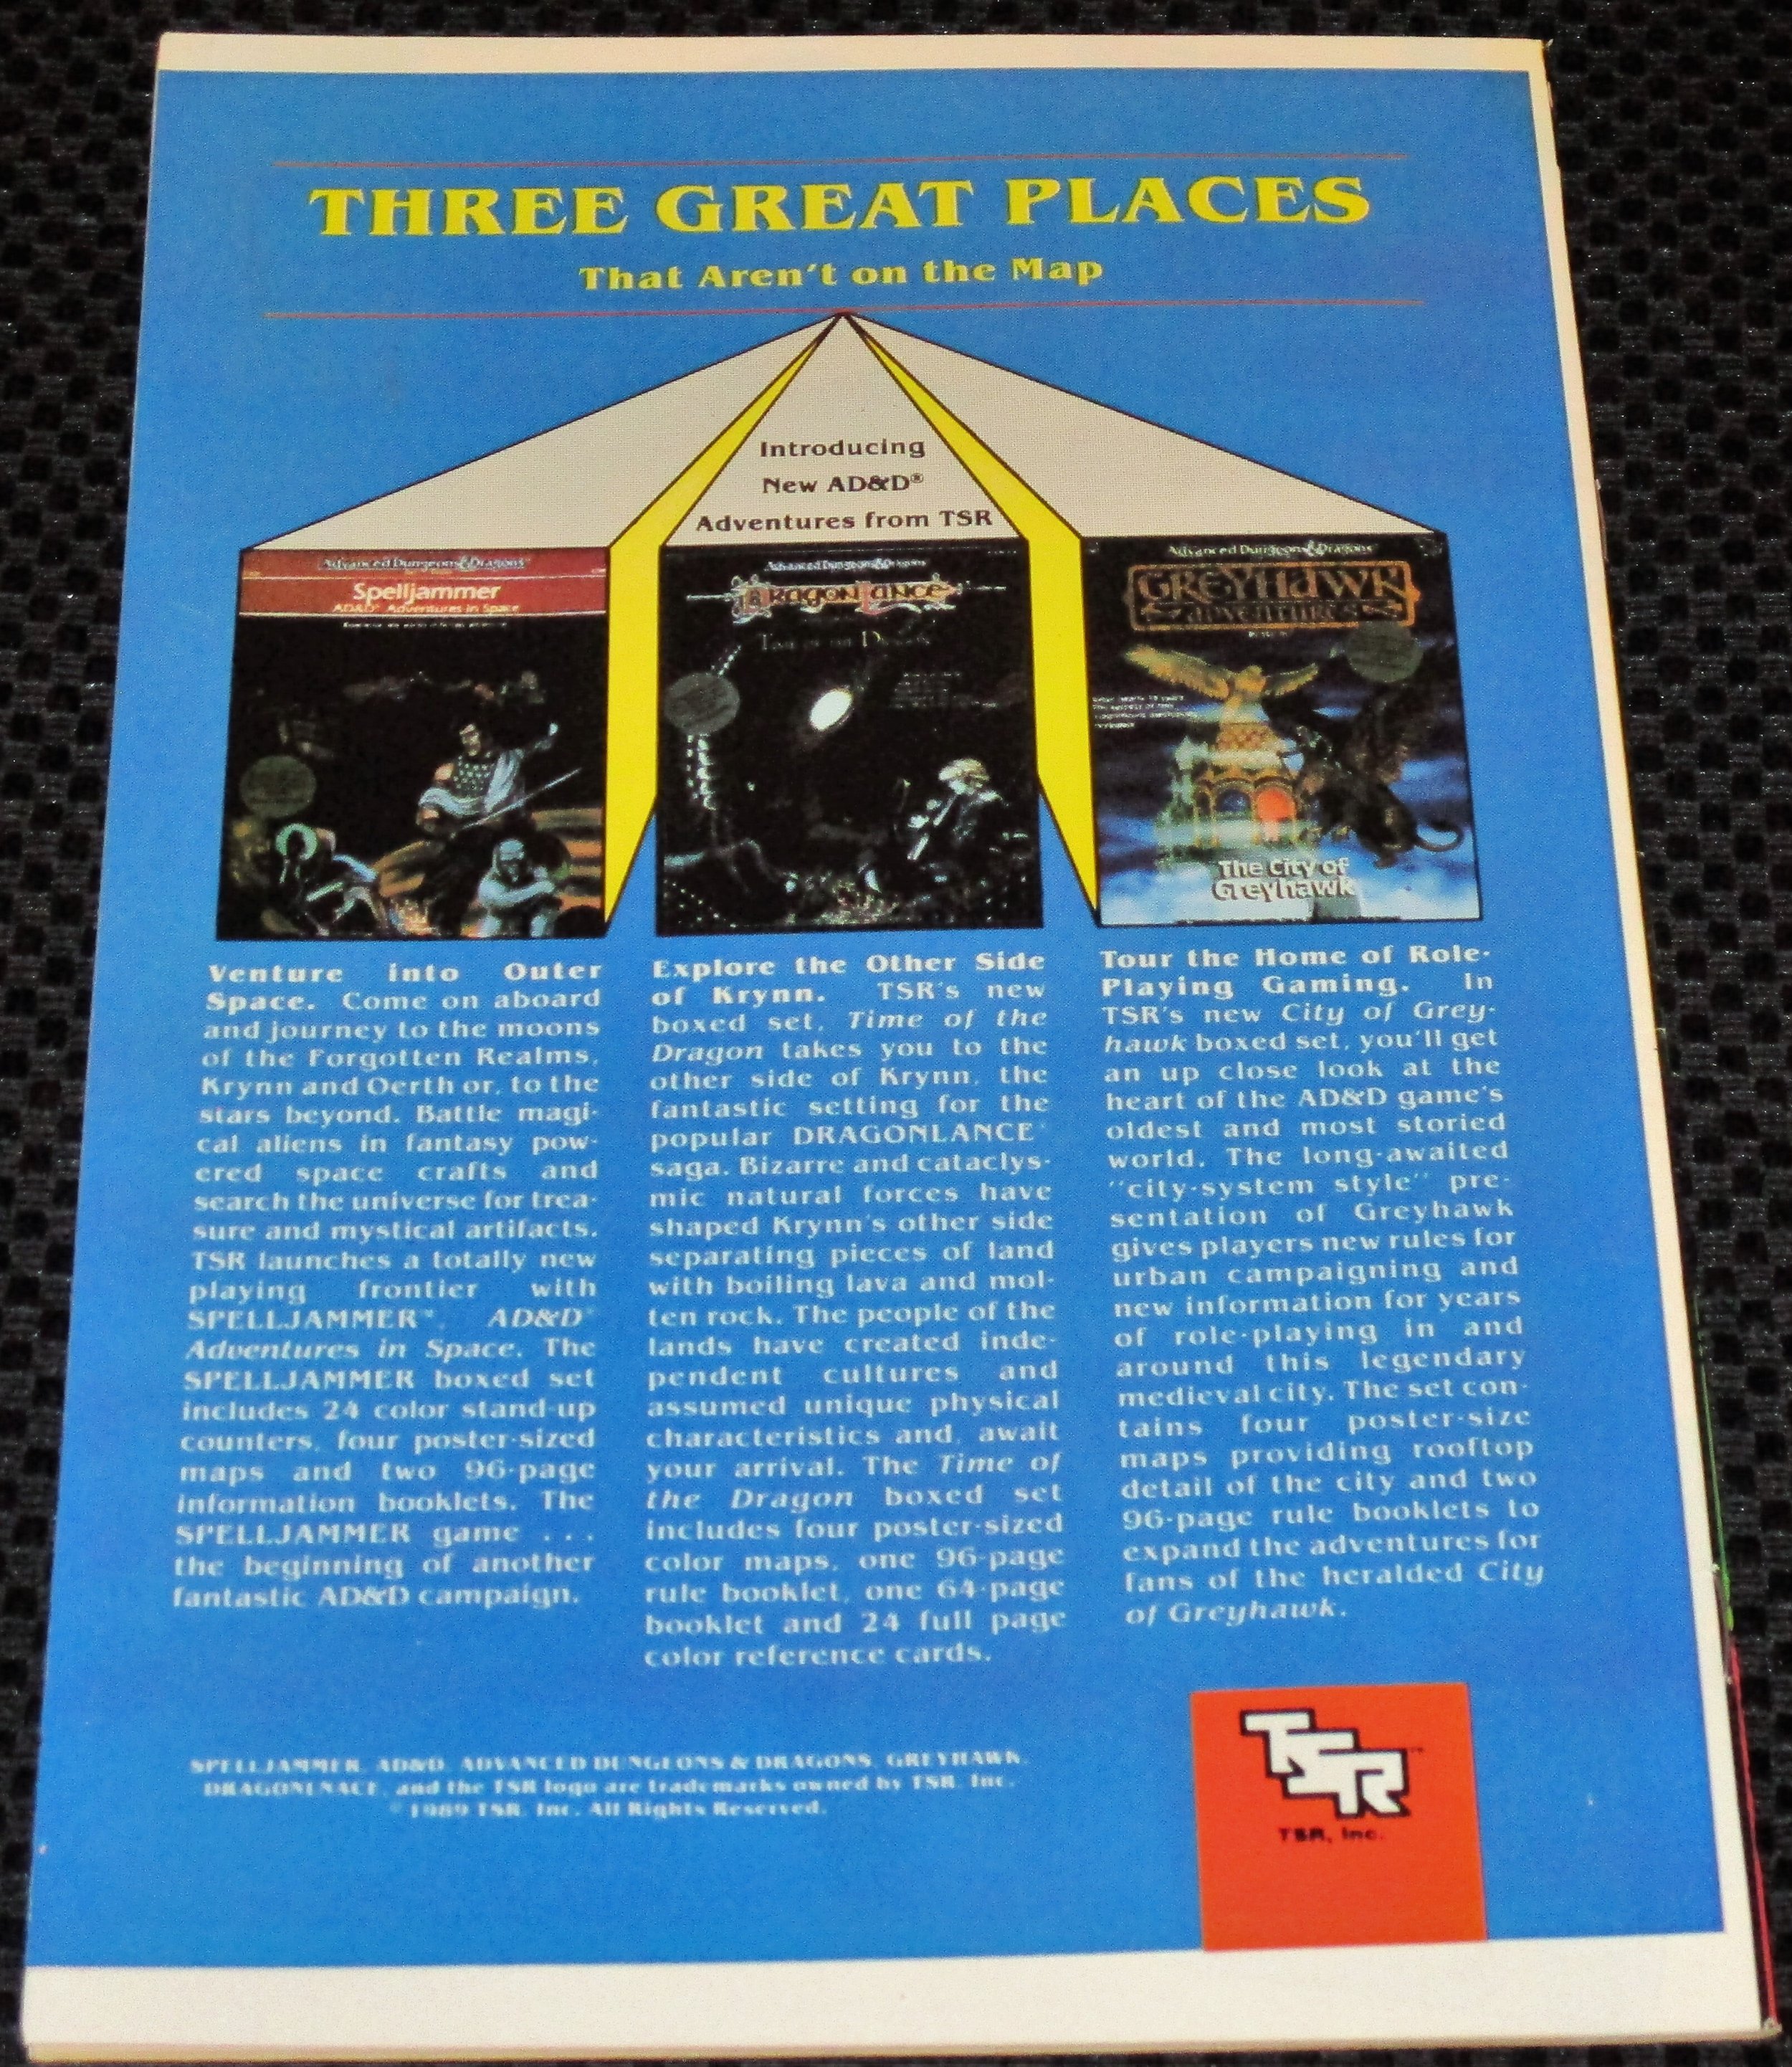 THREE GREAT PLACES
That Aren't on the Map
Introducing
New AD&D®
Adventures from TSR
Advanced Dungeons & Dragons
Spelljammer
AD&D® Adventures in Space
Advanced Dungeons & Dragons
DRAGONLANCE
Advanced Dungeons & Dragons
GREYHAWK
ADVENTURES
The City of
Greyhawk
Venture into Outer
Space. Come on aboard
and journey to the moons
of the Forgotten Realms,
Krynn and Oerth or, to the
stars beyond. Battle magi-
cal aliens in fantasy pow-
ered space crafts and
search the universe for trea-
sure and mystical artifacts.
TSR launches a totally new
playing frontier with
SPELLJAMMER™, AD&D®
Adventures in Space. The
SPELLJAMMER boxed set
includes 24 color stand-up
counters, four poster-sized
maps and two 96-page
information booklets. The
SPELLJAMMER game . . .
the beginning of another
fantastic AD&D campaign.
Explore the Other Side
of Krynn. TSR's new
boxed set, Time of the
Dragon takes you to the
other side of Krynn, the
fantastic setting for the
popular DRAGONLANCE
saga. Bizarre and cataclys-
mic natural forces have
shaped Krynn's other side
separating pieces of land
with boiling lava and mol-
ten rock. The people of the
lands have created inde-
pendent cultures and
assumed unique physical
characteristics and, await
your arrival. The Time of
the Dragon boxed set
includes four poster-sized
color maps, one 96-page
rule booklet, one 64-page
booklet and 24 full page
color reference cards.
Tour the Home of Role-
Playing Gaming. In
TSR's new City of Grey-
hawk boxed set, you'll get
an up close look at the
heart of the AD&D game's
oldest and most storied
world. The long-awaited
"city-system style" pre-
sentation of Greyhawk
gives players new rules for
urban campaigning and
new information for years
of role-playing in and
around this legendary
medieval city. The set con-
tains four poster-size
maps providing rooftop
detail of the city and two
96-page rule booklets to
expand the adventures for
fans of the heralded City
of Greyhawk.
SPELLJAMMER, AD&D, ADVANCED DUNGEONS & DRAGONS, GREYHAWK,
DRAGONLNACE, and the TSR logo are trademarks owned by TSR, Inc.
©1989 TSR, Inc. All Rights Reserved.
TSR™
TSR, Inc.